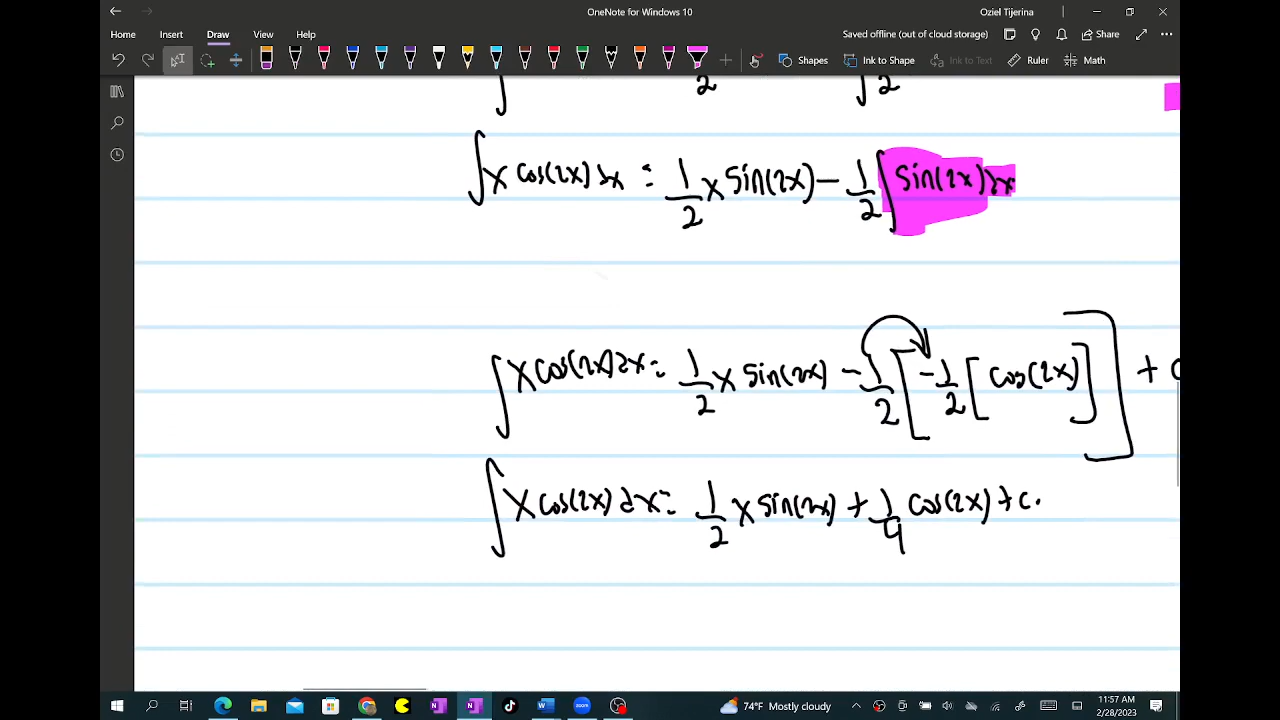 OneNote for Windows 10
Oziel Tijerina
Home Insert Draw View Help
Saved offline (out of cloud storage) Share
Shapes Ink to Shape Ink to Text Ruler Math
∫ 2 ∫ 2
∫ x cos(2x) dx = 1/2 x sin(2x) - 1/2 ∫ sin(2x) dx
∫ x cos(2x) dx = 1/2 x sin(2x) - 1/2 [ -1/2 [ cos(2x) ] ] + c
∫ x cos(2x) dx = 1/2 x sin(2x) + 1/4 cos(2x) + c.
74°F Mostly cloudy
11:57 AM
2/28/2023